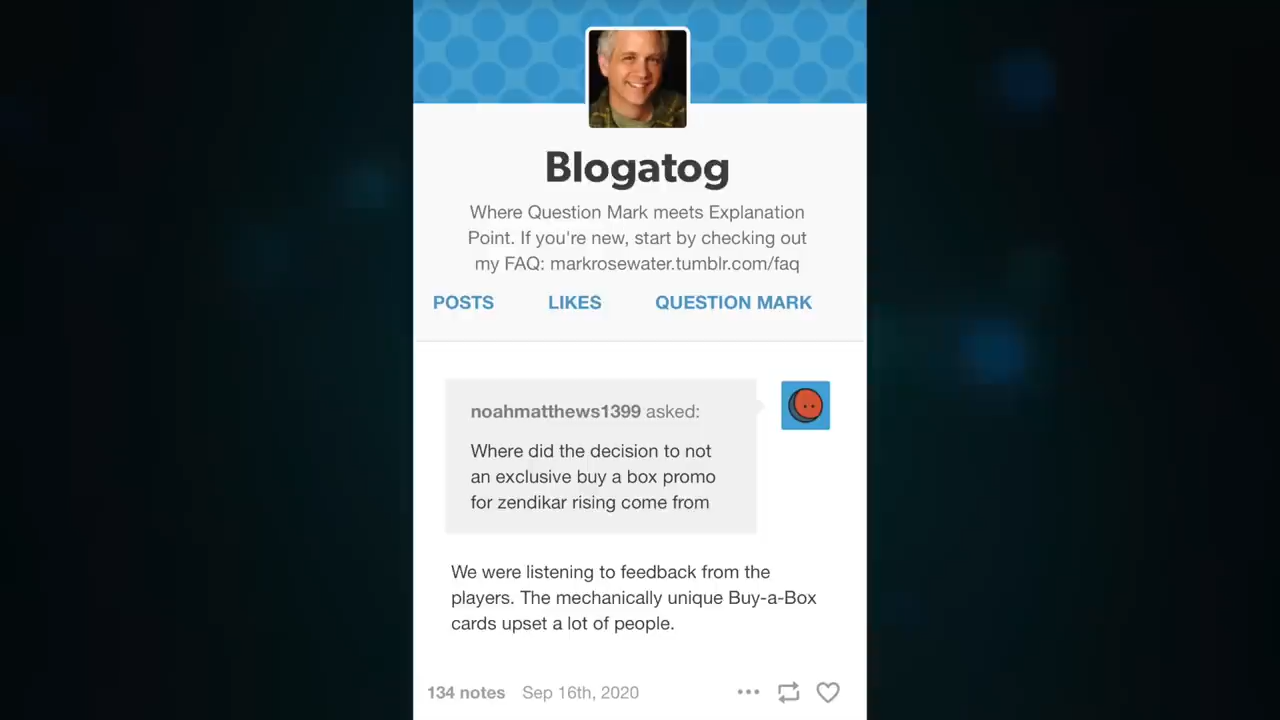 Blogatog
Where Question Mark meets Explanation
Point. If you're new, start by checking out
my FAQ: markrosewater.tumblr.com/faq
POSTS LIKES QUESTION MARK
noahmatthews1399 asked:
Where did the decision to not
an exclusive buy a box promo
for zendikar rising come from
We were listening to feedback from the
players. The mechanically unique Buy-a-Box
cards upset a lot of people.
134 notes Sep 16th, 2020